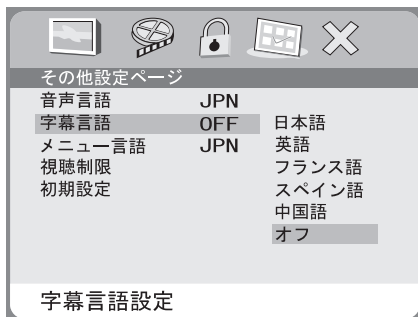 その他設定ページ
音声言語 JPN
字幕言語 OFF 日本語
メニュー言語 JPN 英語
視聴制限 フランス語
初期設定 スペイン語
中国語
オフ
字幕言語設定